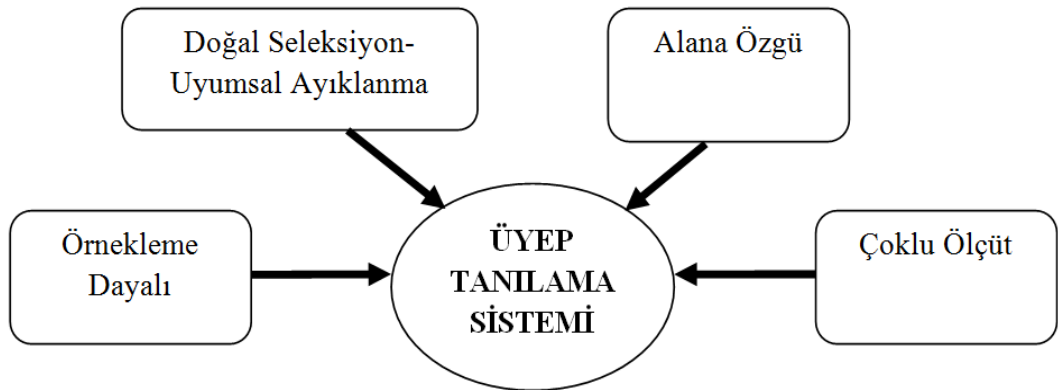 Doğal Seleksiyon-
Uyumsal Ayıklanma
Alana Özgü
Örnekleme
Dayalı
ÜYEP
TANILAMA
SİSTEMİ
Çoklu Ölçüt